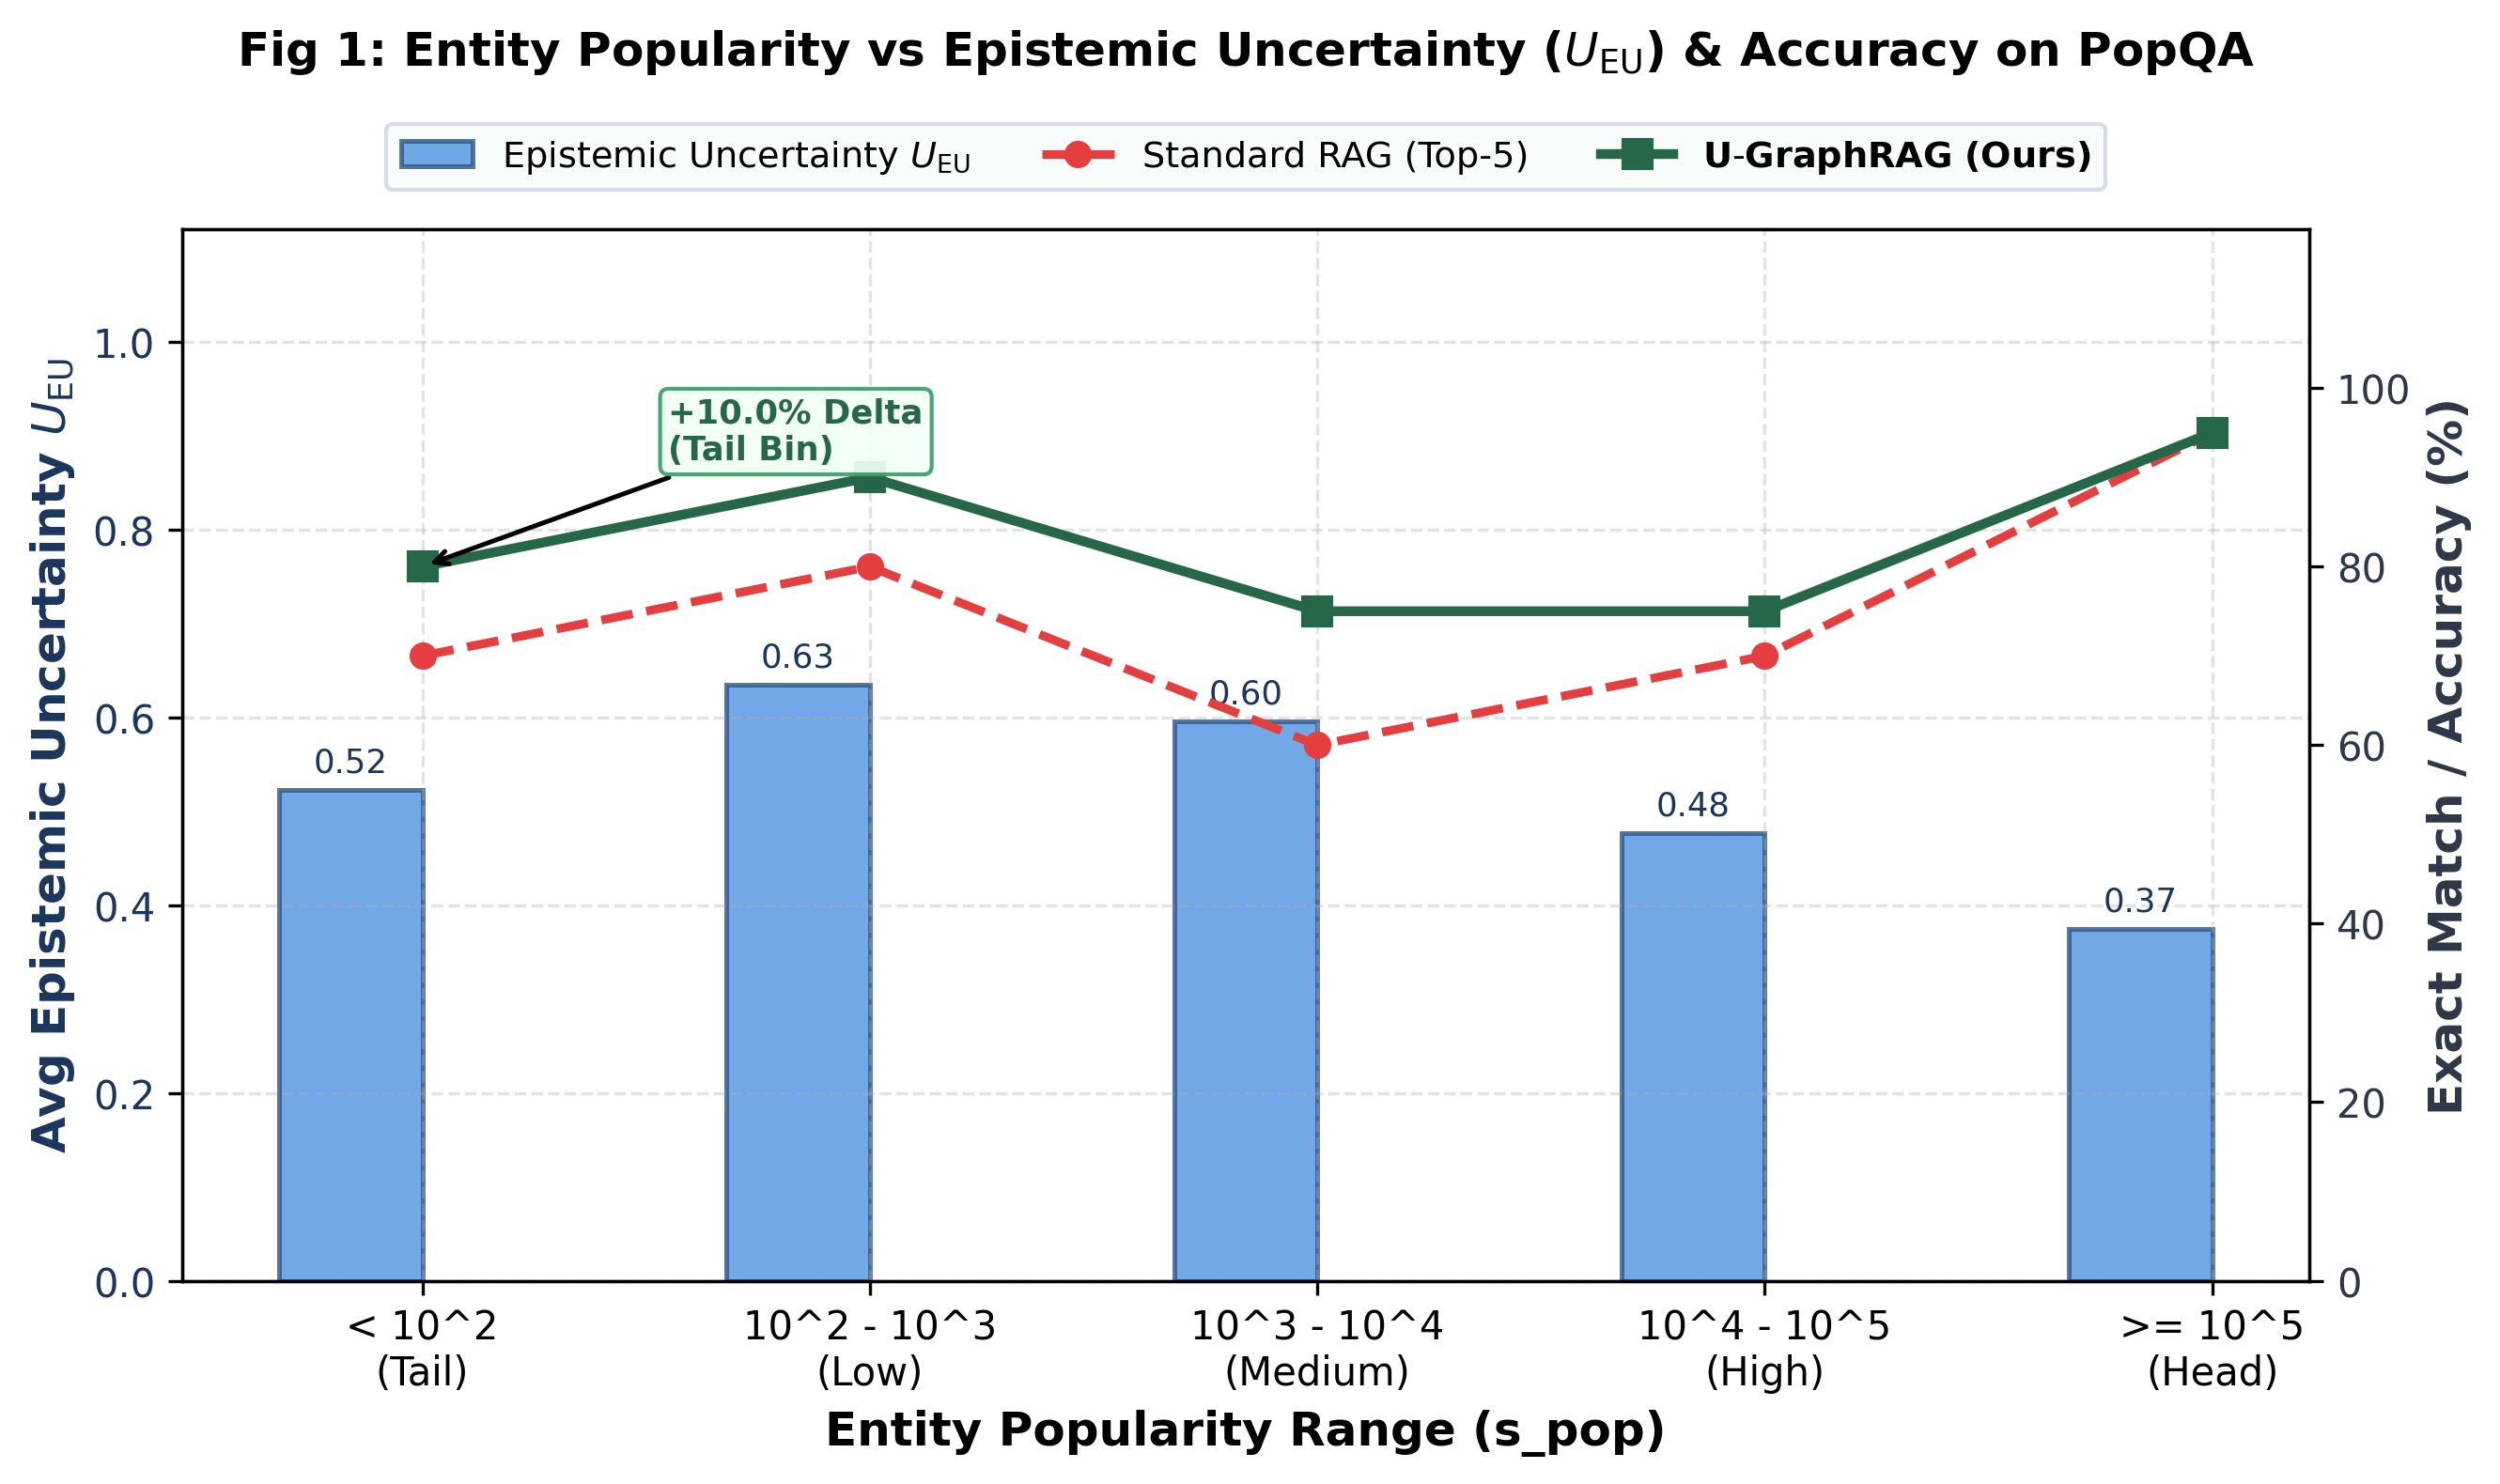 Fig 1: Entity Popularity vs Epistemic Uncertainty (U_EU) & Accuracy on PopQA
Epistemic Uncertainty U_EU
Standard RAG (Top-5)
U-GraphRAG (Ours)
Avg Epistemic Uncertainty U_EU
1.0
0.8
0.6
0.4
0.2
0.0
+10.0% Delta
(Tail Bin)
0.52
0.63
0.60
0.48
0.37
100
80
60
40
20
0
Exact Match / Accuracy (%)
< 10^2
(Tail)
10^2 - 10^3
(Low)
10^3 - 10^4
(Medium)
10^4 - 10^5
(High)
>= 10^5
(Head)
Entity Popularity Range (s_pop)